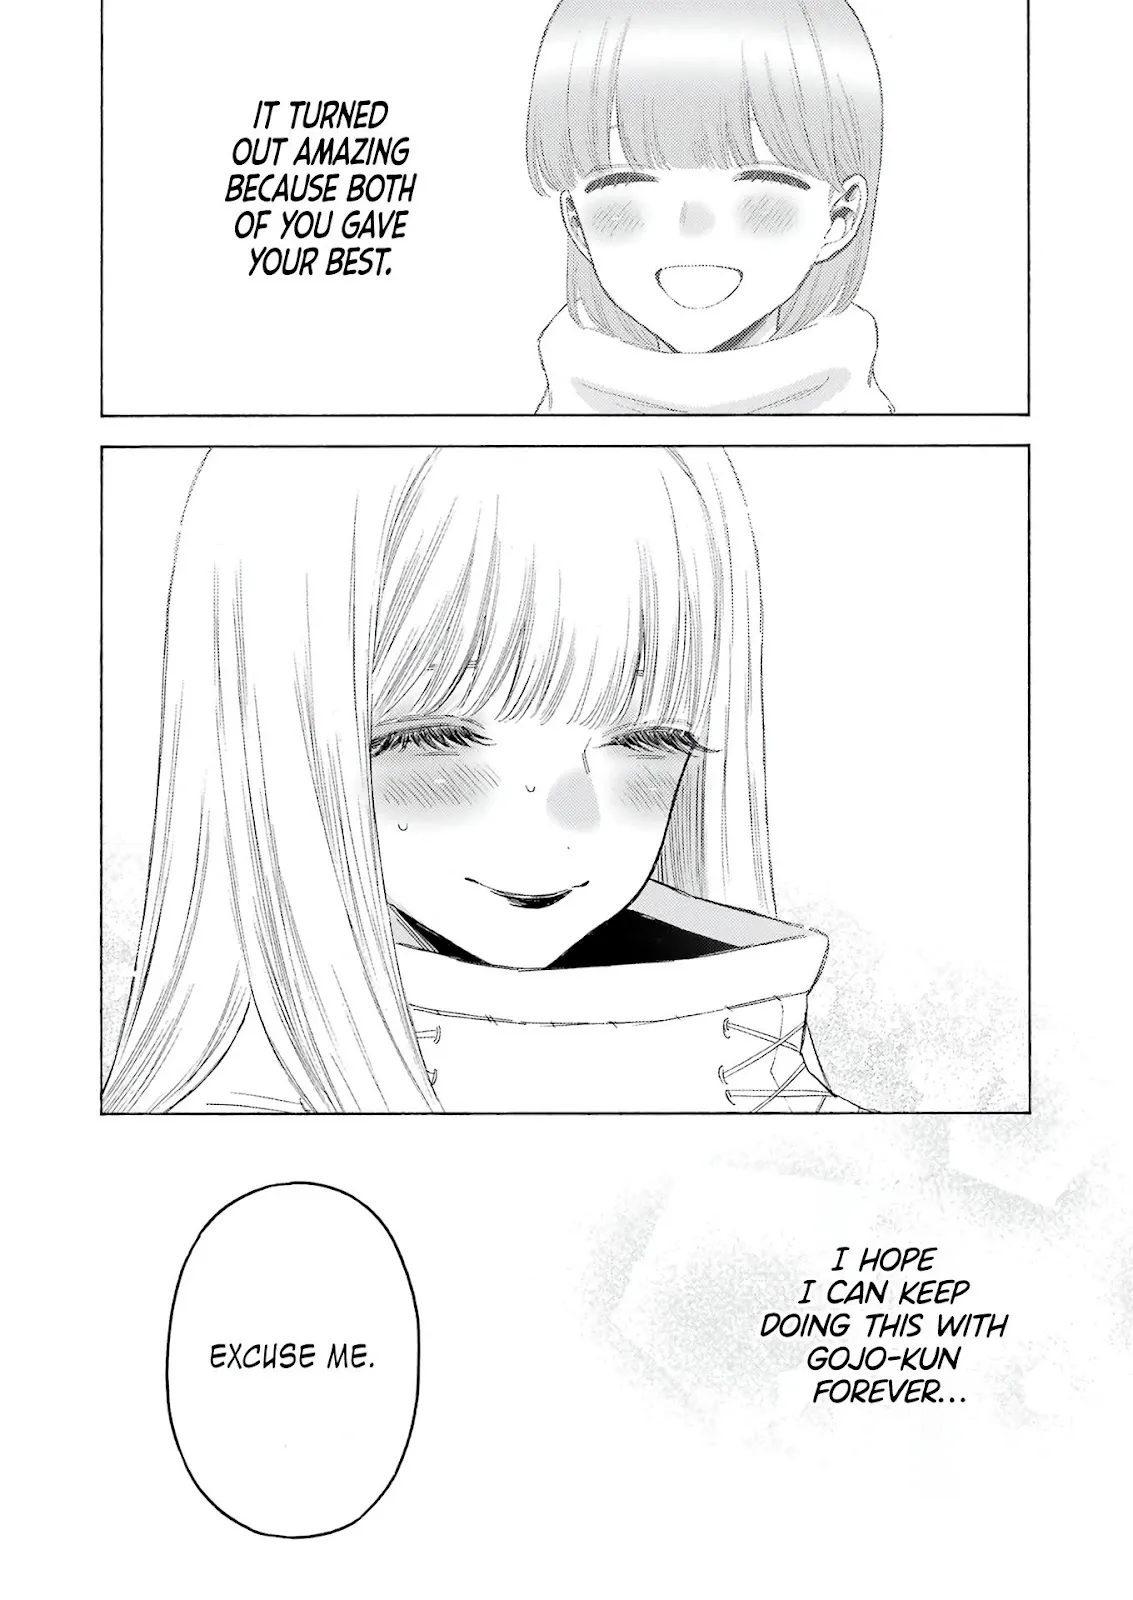 IT TURNED
OUT AMAZING
BECAUSE BOTH
OF YOU GAVE
YOUR BEST.
I HOPE
I CAN KEEP
DOING THIS WITH
GOJO-KUN
FOREVER...
EXCUSE ME.